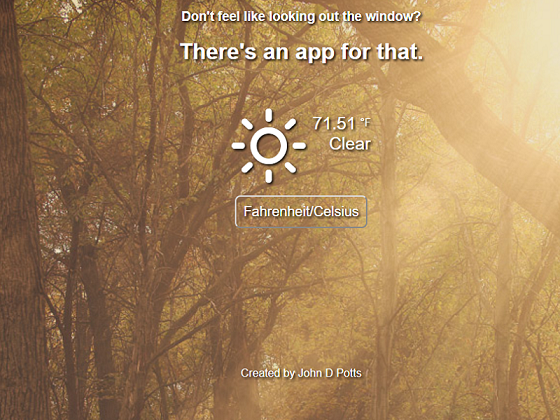 Don't feel like looking out the window?
There's an app for that.
71.51 °F
Clear
Fahrenheit/Celsius
Created by John D Potts